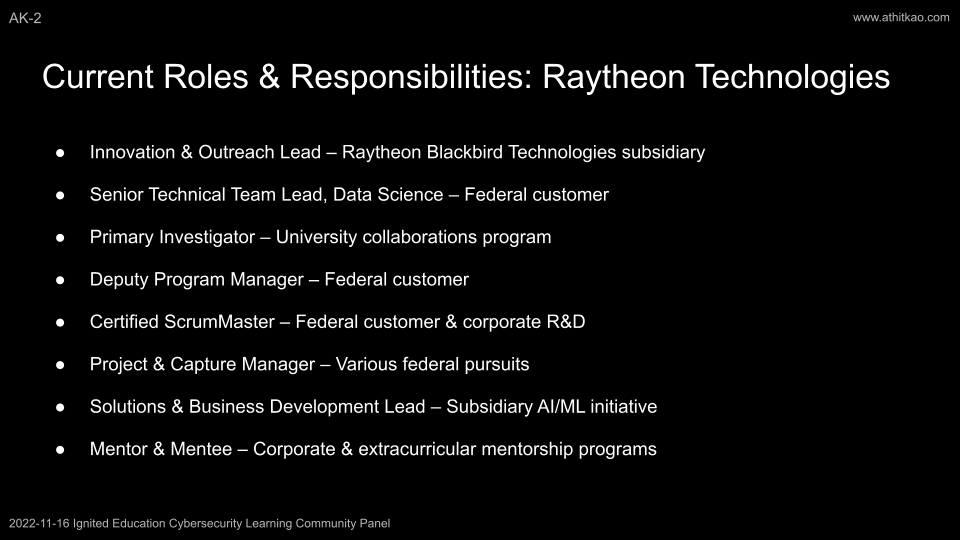 AK-2
www.athitkao.com
Current Roles & Responsibilities: Raytheon Technologies
● Innovation & Outreach Lead – Raytheon Blackbird Technologies subsidiary
● Senior Technical Team Lead, Data Science – Federal customer
● Primary Investigator – University collaborations program
● Deputy Program Manager – Federal customer
● Certified ScrumMaster – Federal customer & corporate R&D
● Project & Capture Manager – Various federal pursuits
● Solutions & Business Development Lead – Subsidiary AI/ML initiative
● Mentor & Mentee – Corporate & extracurricular mentorship programs
2022-11-16 Ignited Education Cybersecurity Learning Community Panel